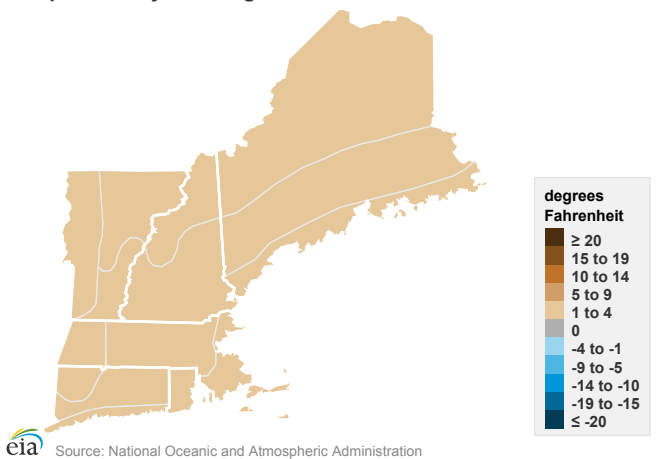 degrees
Fahrenheit
≥ 20
15 to 19
10 to 14
5 to 9
1 to 4
0
-4 to -1
-9 to -5
-14 to -10
-19 to -15
≤ -20
eia Source: National Oceanic and Atmospheric Administration